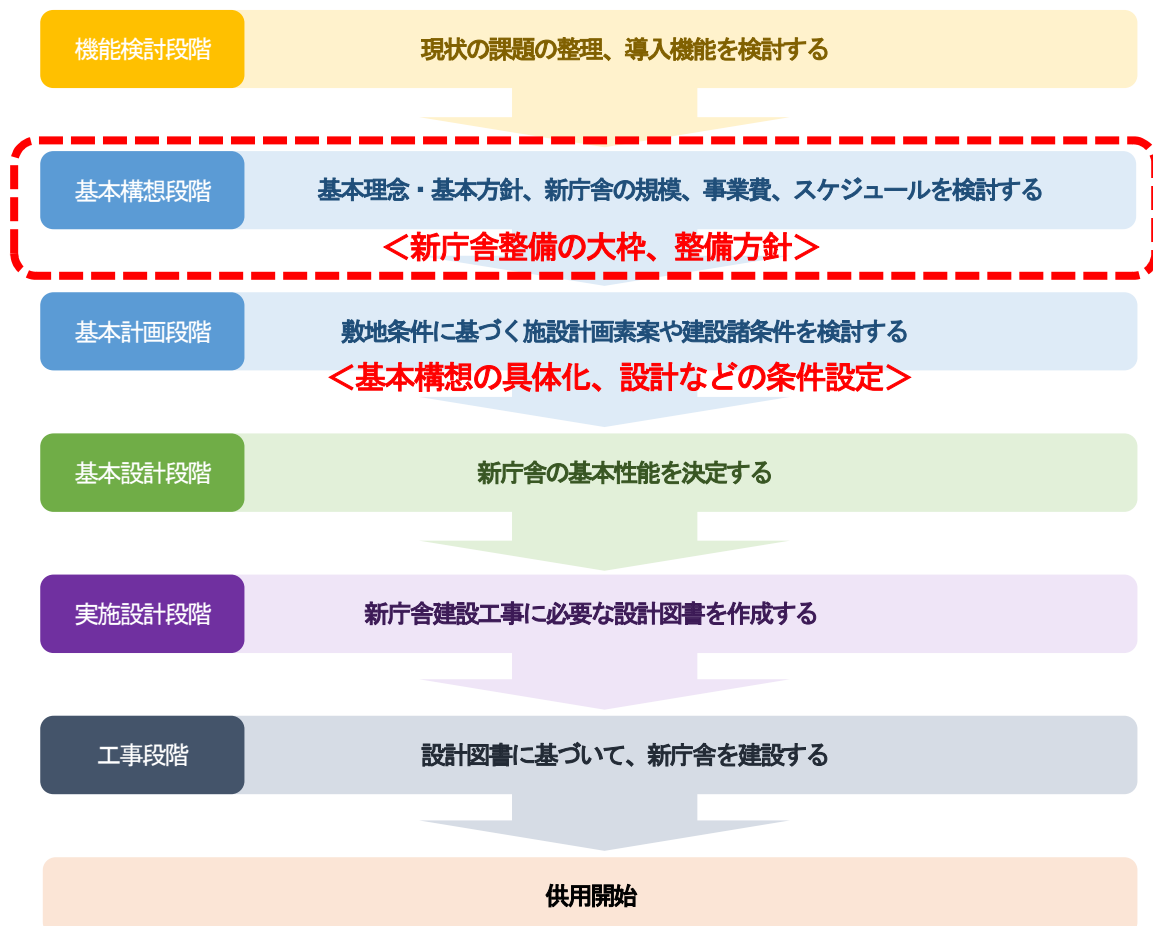 機能検討段階
現状の課題の整理、導入機能を検討する
基本構想段階
基本理念・基本方針、新庁舎の規模、事業費、スケジュールを検討する
＜新庁舎整備の大枠、整備方針＞
基本計画段階
敷地条件に基づく施設計画素案や建設諸条件を検討する
＜基本構想の具体化、設計などの条件設定＞
基本設計段階
新庁舎の基本性能を決定する
実施設計段階
新庁舎建設工事に必要な設計図書を作成する
工事段階
設計図書に基づいて、新庁舎を建設する
供用開始